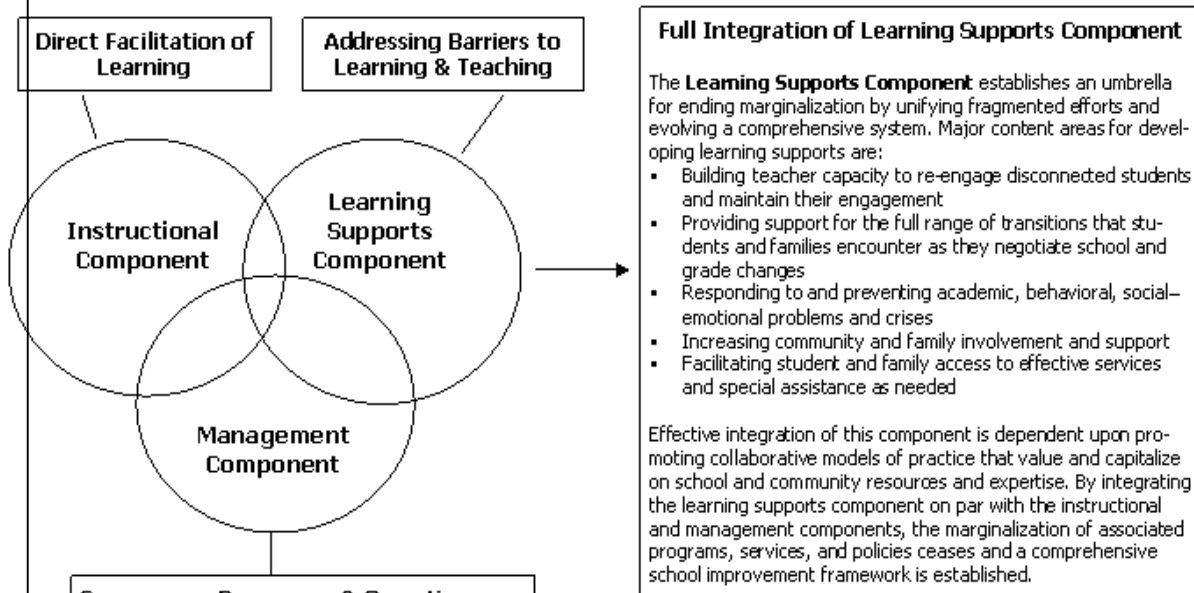 Direct Facilitation of
Learning
Addressing Barriers to
Learning & Teaching
Instructional
Component
Learning
Supports
Component
Management
Component
Full Integration of Learning Supports Component
The Learning Supports Component establishes an umbrella
for ending marginalization by unifying fragmented efforts and
evolving a comprehensive system. Major content areas for devel-
oping learning supports are:
▪ Building teacher capacity to re-engage disconnected students
and maintain their engagement
▪ Providing support for the full range of transitions that stu-
dents and families encounter as they negotiate school and
grade changes
▪ Responding to and preventing academic, behavioral, social–
emotional problems and crises
▪ Increasing community and family involvement and support
▪ Facilitating student and family access to effective services
and special assistance as needed
Effective integration of this component is dependent upon pro-
moting collaborative models of practice that value and capitalize
on school and community resources and expertise. By integrating
the learning supports component on par with the instructional
and management components, the marginalization of associated
programs, services, and policies ceases and a comprehensive
school improvement framework is established.